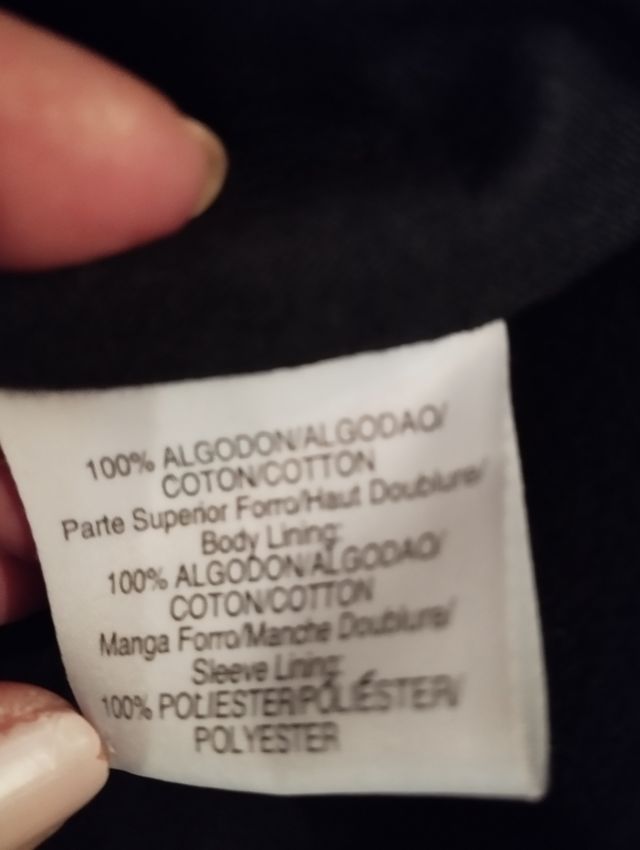 100% ALGODON/ALGODAO/
COTON/COTTON
Parte Superior Forro/Haut Doublure/
Body Lining:
100% ALGODON/ALGODAO/
COTON/COTTON
Manga Forro/Manche Doublure/
Sleeve Lining:
100% POLIESTER/POLIÉSTER/
POLYESTER